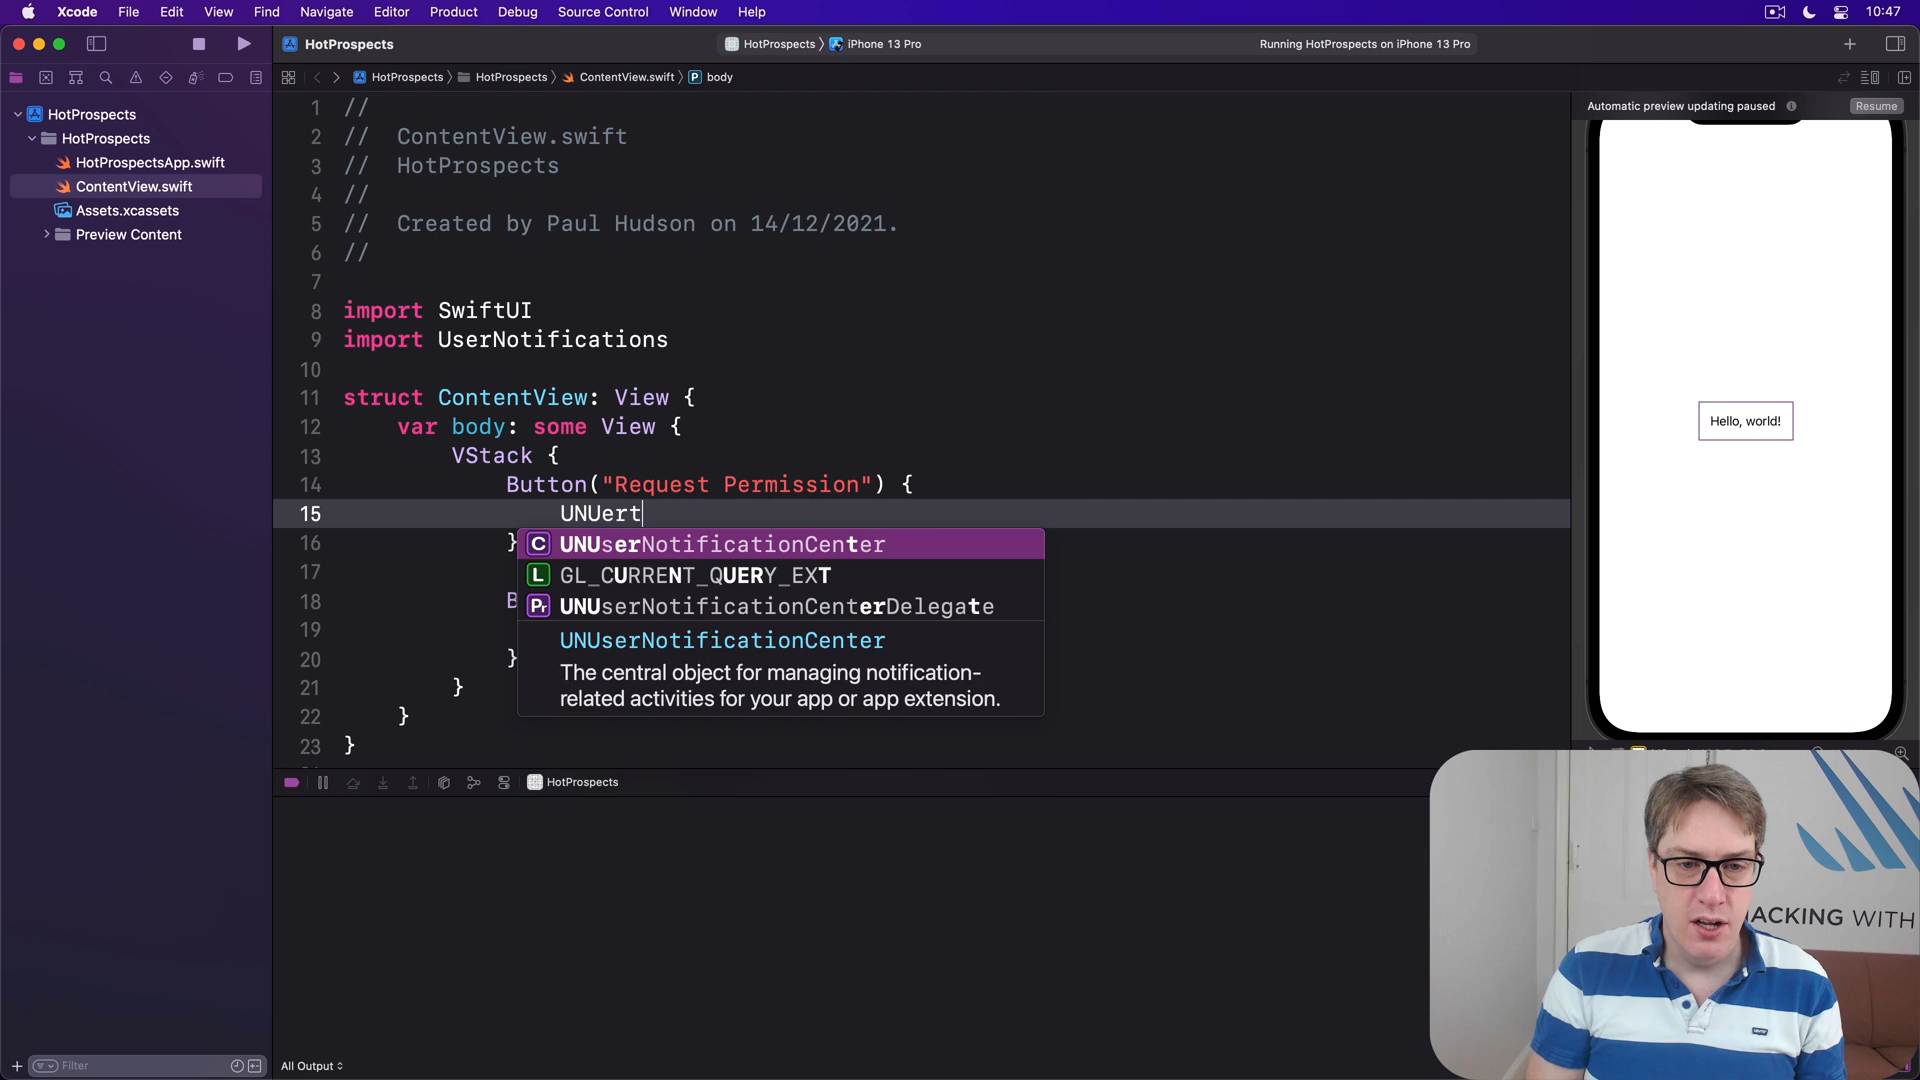 Xcode File Edit View Find Navigate Editor Product Debug Source Control Window Help 10:47
HotProspects
HotProspects
iPhone 13 Pro
Running HotProspects on iPhone 13 Pro
HotProspects
HotProspects
ContentView.swift
P body
HotProspects
HotProspects
HotProspectsApp.swift
ContentView.swift
Assets.xcassets
Preview Content
1 //
2 // ContentView.swift
3 // HotProspects
4 //
5 // Created by Paul Hudson on 14/12/2021.
6 //
7
8 import SwiftUI
9 import UserNotifications
10
11 struct ContentView: View {
12 var body: some View {
13 VStack {
14 Button("Request Permission") {
15 UNUert
16 }
17
18 B
19
20 }
21 }
22 }
23 }
C UNUserNotificationCenter
L GL_CURRENT_QUERY_EXT
Pr UNUserNotificationCenterDelegate
UNUserNotificationCenter
The central object for managing notification-
related activities for your app or app extension.
Automatic preview updating paused
Resume
Hello, world!
HotProspects
ACKING WITH
Filter
All Output